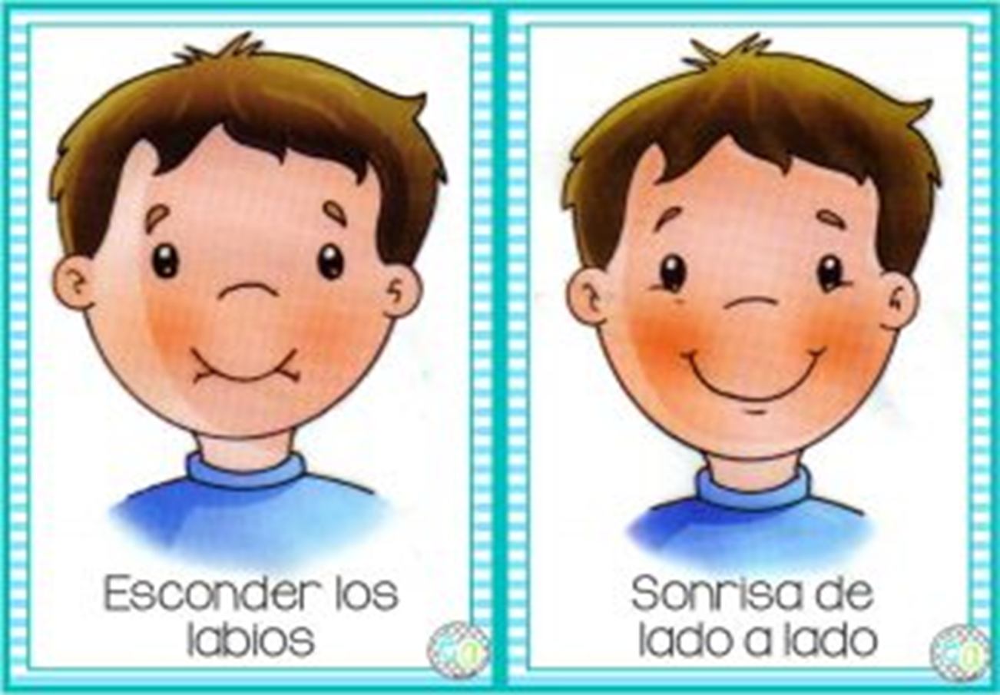 Esconder los
labios
Sonrisa de
lado a lado